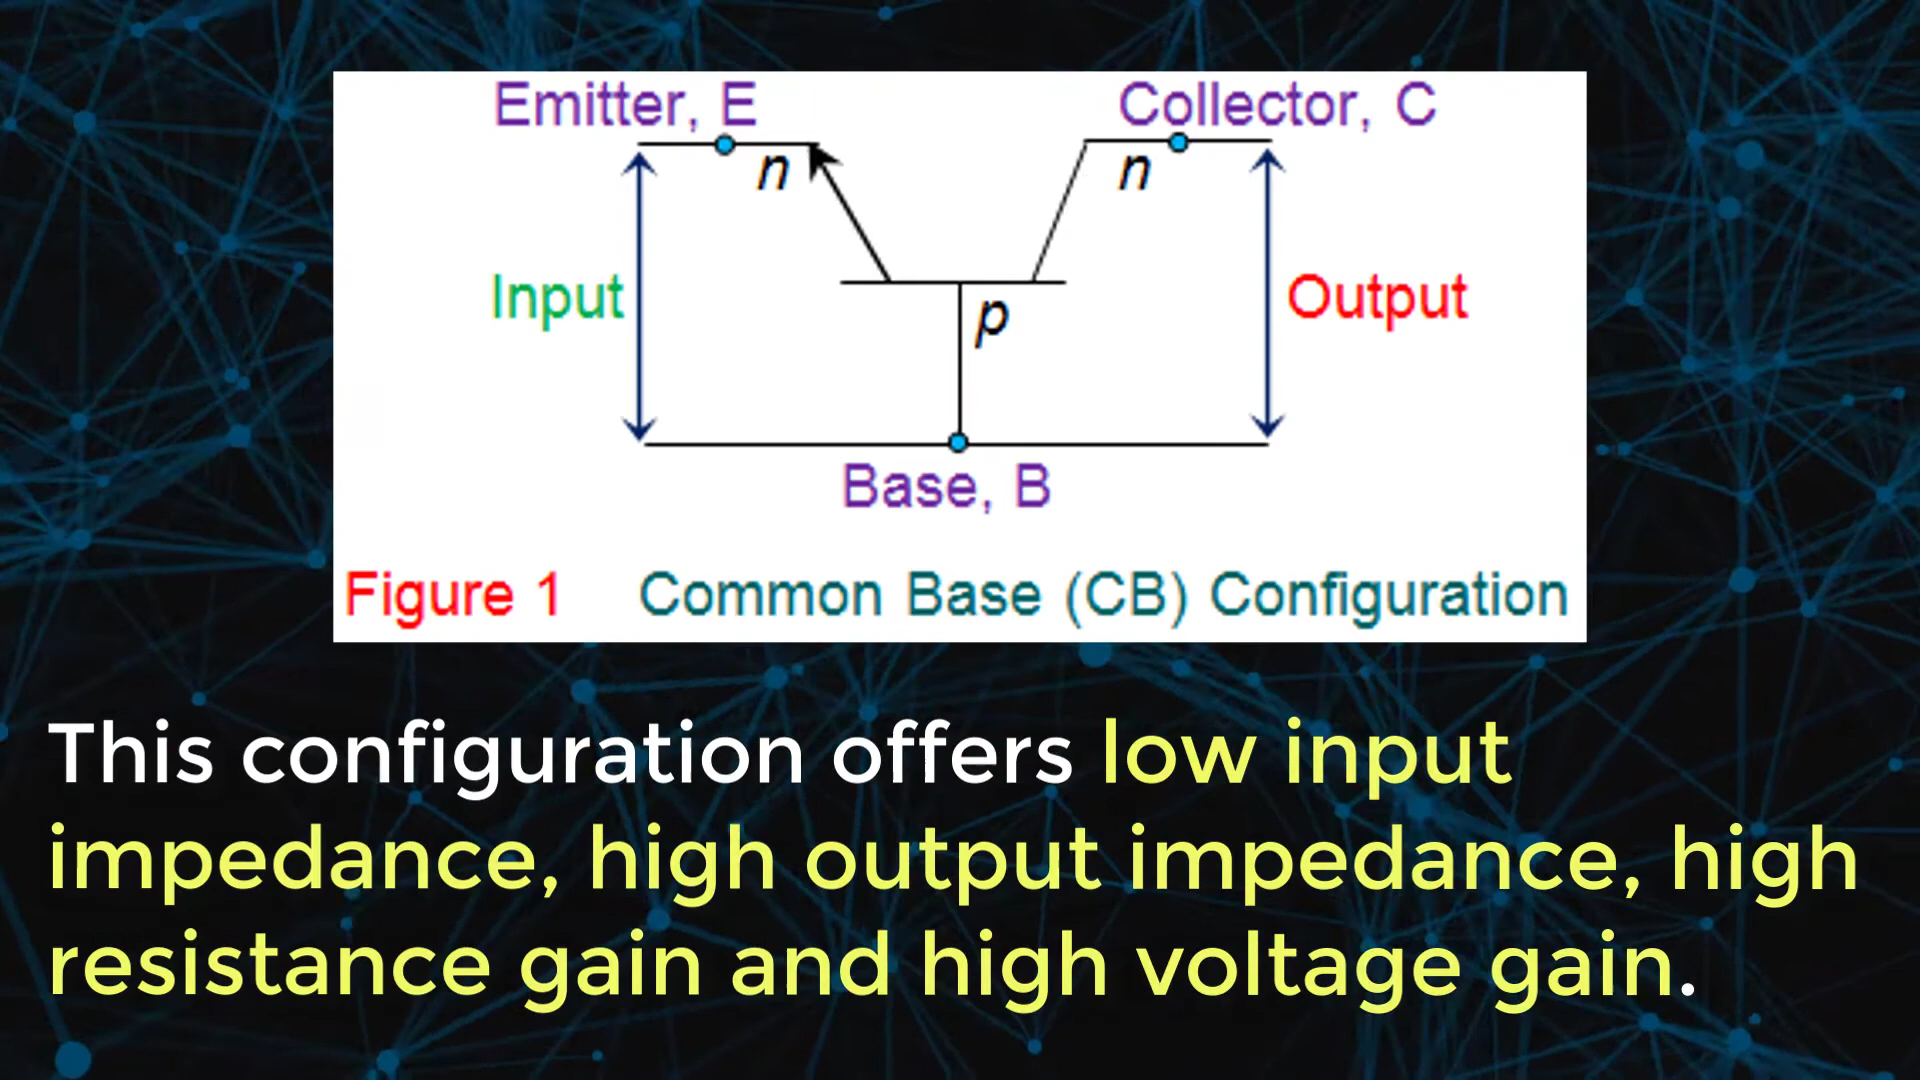 Emitter, E
Collector, C
n
n
Input
p
Output
Base, B
Figure 1 Common Base (CB) Configuration
This configuration offers low input
impedance, high output impedance, high
resistance gain and high voltage gain.